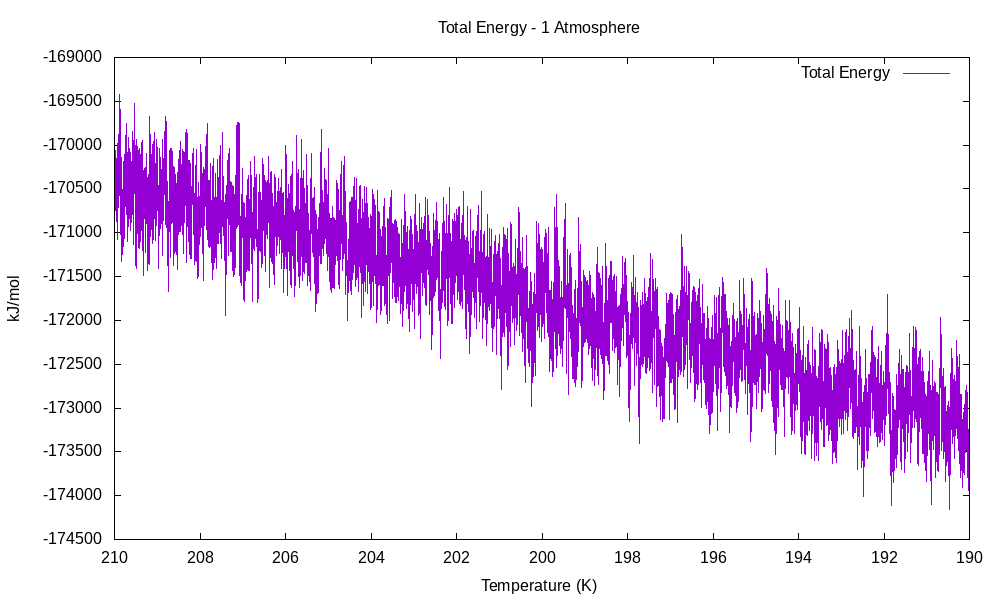 Total Energy - 1 Atmosphere
Total Energy
-169000
-169500
-170000
-170500
-171000
-171500
-172000
-172500
-173000
-173500
-174000
-174500
kJ/mol
210 208 206 204 202 200 198 196 194 192 190
Temperature (K)